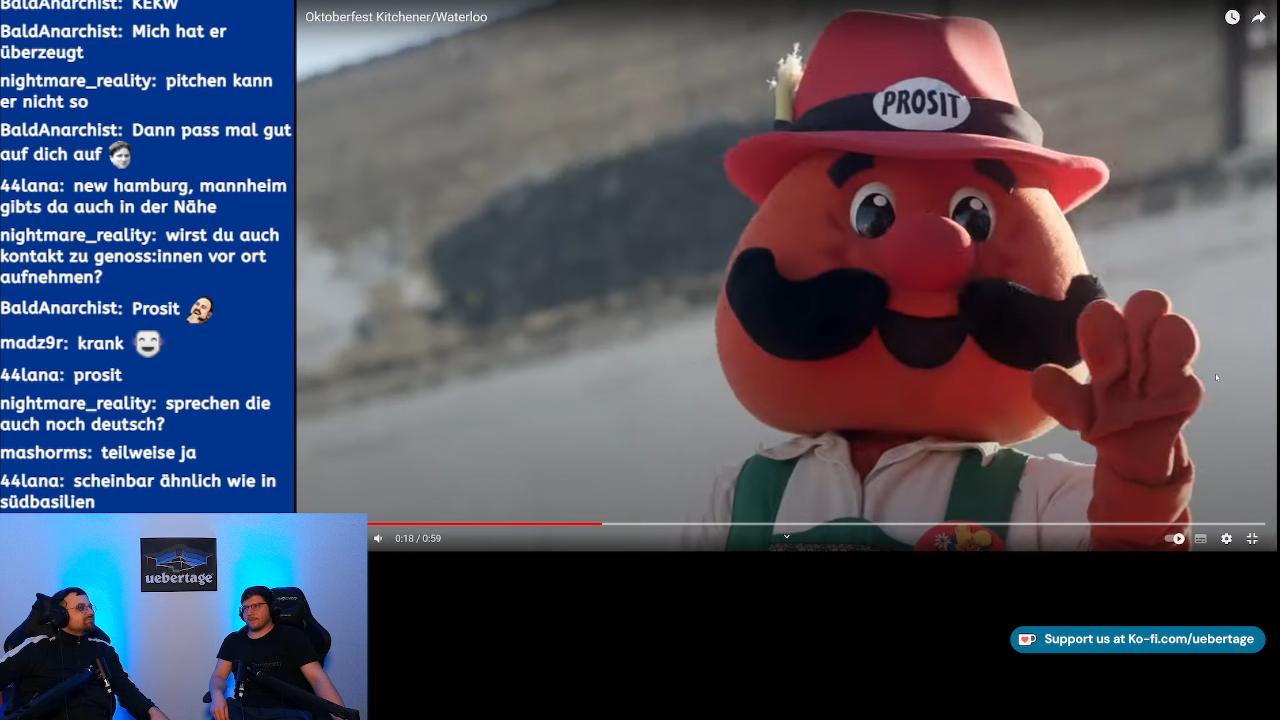 BaldAnarchist: KEKW
BaldAnarchist: Mich hat er
überzeugt
nightmare_reality: pitchen kann
er nicht so
BaldAnarchist: Dann pass mal gut
auf dich auf
44lana: new hamburg, mannheim
gibts da auch in der Nähe
nightmare_reality: wirst du auch
kontakt zu genoss:innen vor ort
aufnehmen?
BaldAnarchist: Prosit
madz9r: krank
44lana: prosit
nightmare_reality: sprechen die
auch noch deutsch?
mashorms: teilweise ja
44lana: scheinbar ähnlich wie in
südbasilien
Oktoberfest Kitchener/Waterloo
PROSIT
0:18 / 0:59
uebertage
Support us at Ko-fi.com/uebertage